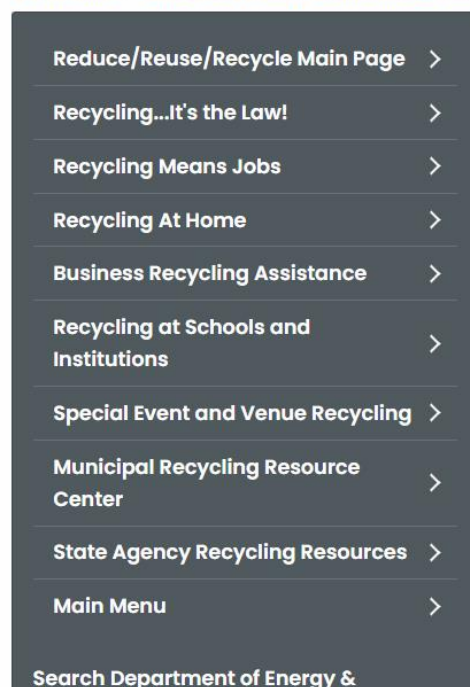 Reduce/Reuse/Recycle Main Page
Recycling...It's the Law!
Recycling Means Jobs
Recycling At Home
Business Recycling Assistance
Recycling at Schools and
Institutions
Special Event and Venue Recycling
Municipal Recycling Resource
Center
State Agency Recycling Resources
Main Menu
Search Department of Energy &